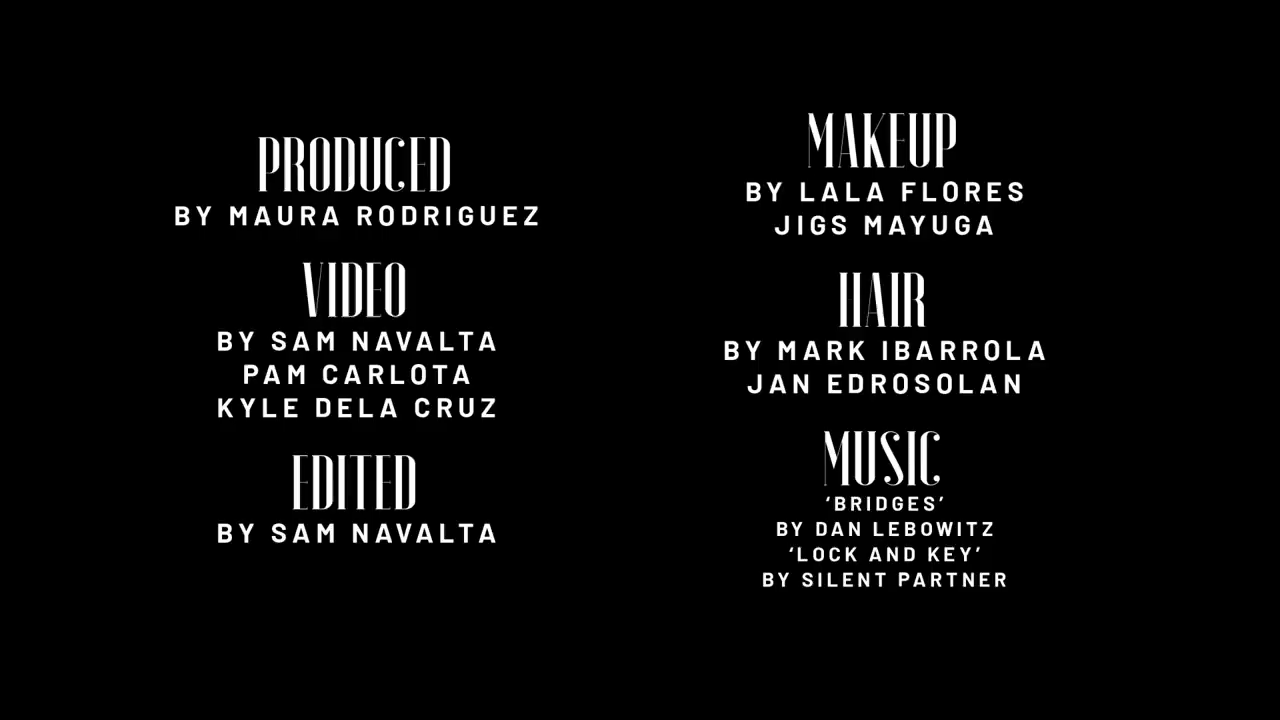 PRODUCED
BY MAURA RODRIGUEZ
VIDEO
BY SAM NAVALTA
PAM CARLOTA
KYLE DELA CRUZ
EDITED
BY SAM NAVALTA
MAKEUP
BY LALA FLORES
JIGS MAYUGA
HAIR
BY MARK IBARROLA
JAN EDROSOLAN
MUSIC
‘BRIDGES’
BY DAN LEBOWITZ
‘LOCK AND KEY’
BY SILENT PARTNER